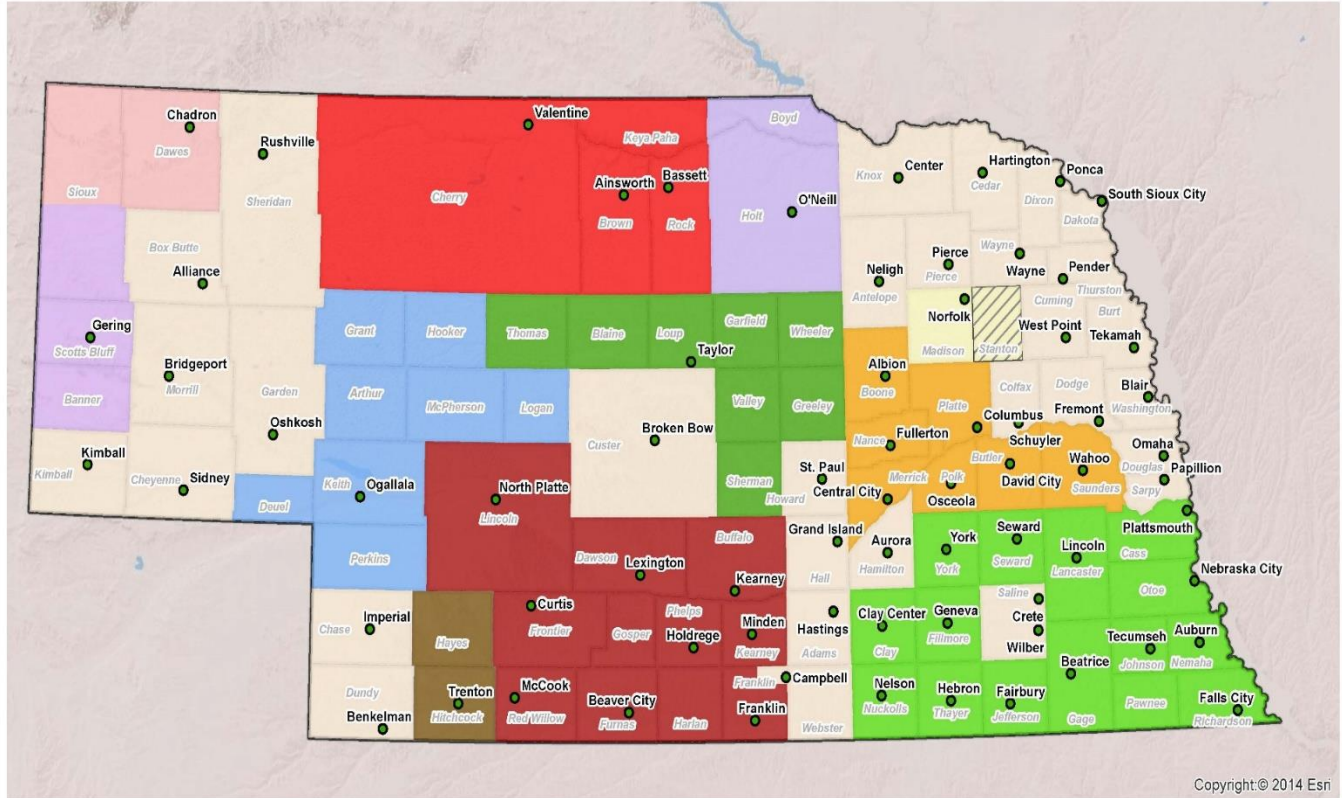 Chadron
Dawes
Sioux
Rushville
Sheridan
Valentine
Cherry
Keya Paha
Ainsworth
Bassett
Brown
Rock
Boyd
O'Neill
Holt
Knox
Center
Hartington
Cedar
Ponca
Dixon
South Sioux City
Dakota
Box Butte
Alliance
Pierce
Pierce
Wayne
Wayne
Pender
Thurston
Neligh
Antelope
Cuming
Burt
Gering
Scotts Bluff
Banner
Bridgeport
Morrill
Garden
Oshkosh
Grant
Hooker
Thomas
Blaine
Loup
Taylor
Garfield
Wheeler
Norfolk
Madison
Stanton
West Point
Tekamah
Albion
Boone
Arthur
McPherson
Logan
Valley
Greeley
Platte
Colfax
Dodge
Blair
Washington
Columbus
Fremont
Kimball
Kimball
Cheyenne
Sidney
Deuel
Keith
Ogallala
Custer
Broken Bow
Nance
Fullerton
Schuyler
Omaha
Douglas
Papillion
Sarpy
North Platte
Lincoln
Sherman
St. Paul
Howard
Central City
Merrick
Polk
Osceola
Butler
David City
Wahoo
Saunders
Perkins
Dawson
Lexington
Buffalo
Kearney
Grand Island
Hall
Aurora
Hamilton
York
York
Seward
Seward
Lincoln
Lancaster
Plattsmouth
Cass
Nebraska City
Otoe
Chase
Imperial
Hayes
Curtis
Frontier
Gosper
Phelps
Holdrege
Minden
Kearney
Hastings
Adams
Clay Center
Clay
Geneva
Fillmore
Saline
Crete
Wilber
Tecumseh
Johnson
Auburn
Nemaha
Beatrice
Gage
Dundy
Benkelman
Trenton
Hitchcock
McCook
Red Willow
Beaver City
Furnas
Harlan
Franklin
Franklin
Campbell
Webster
Nelson
Nuckolls
Hebron
Thayer
Fairbury
Jefferson
Pawnee
Falls City
Richardson
Copyright:© 2014 Esri